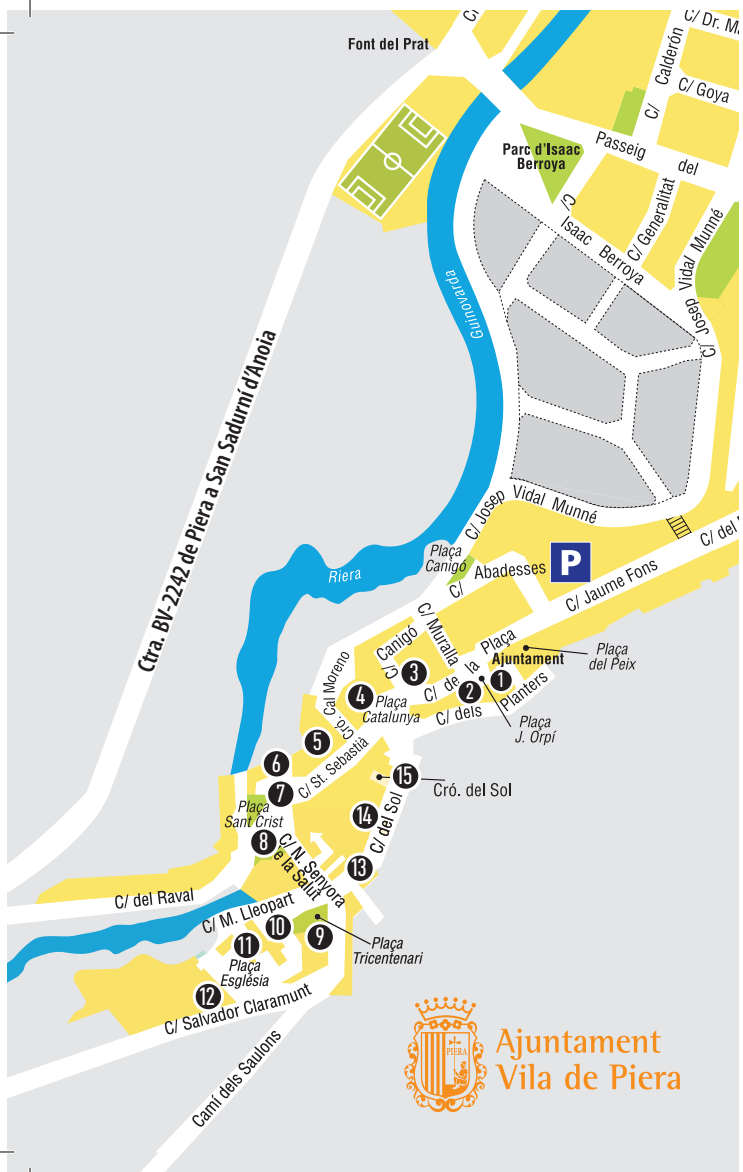 C/ Dr. Ma
C/ Calderón
C/ Goya
Font del Prat
C/
Parc d'Isaac
Berroya
Passeig del
C/ Isaac Berroya
C/ Generalitat
C/ Josep Vidal Munné
Guinovarda
Ctra. BV-2242 de Piera a San Sadurní d'Anoia
C/ Josep Vidal Munné
C/ del
Riera
Plaça
Canigó
C/ Abadesses
P
C/ Jaume Fons
C/ Canigó
C/ Muralla
C/ de la Plaça
Ajuntament
Plaça
del Peix
Cró. Cal Moreno
3
1
2
4
Plaça
Catalunya
C/ dels Planters
Plaça
J. Orpí
5
6
C/ St. Sebastià
7
15
Cró. del Sol
Plaça
Sant Crist
14
C/ del Sol
8
C/ N. Senyora
de la Salut
13
C/ del Raval
C/ M. Lleopart
10
9
Plaça
Tricentenari
11
Plaça
Església
12
C/ Salvador Claramunt
Camí dels Saulons
PIERA
Ajuntament
Vila de Piera